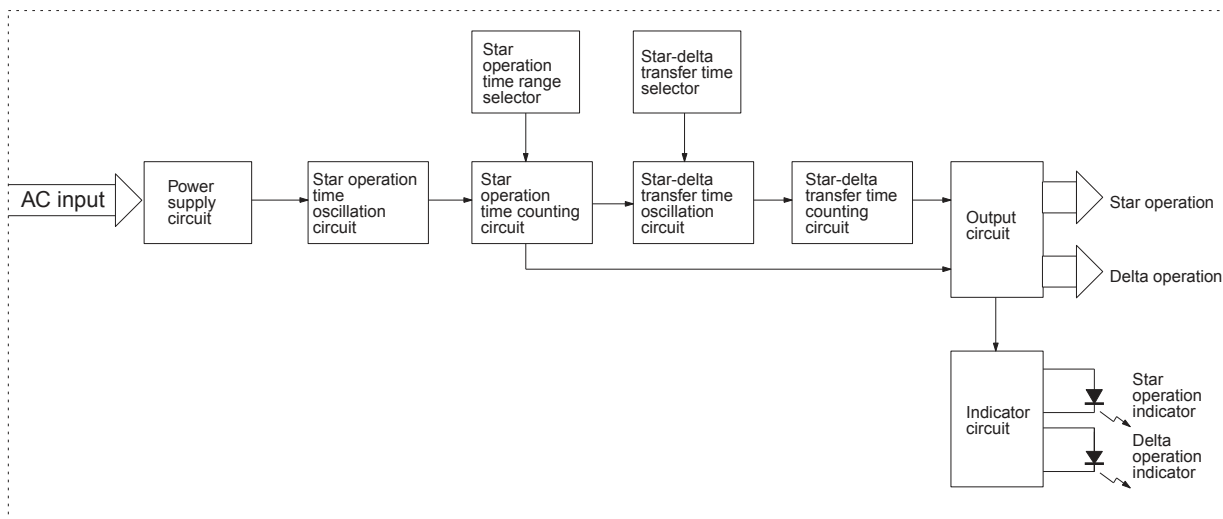 Star
operation
time range
selector
Star-delta
transfer time
selector
AC input
Power
supply
circuit
Star operation
time
oscillation
circuit
Star
operation
time counting
circuit
Star-delta
transfer time
oscillation
circuit
Star-delta
transfer time
counting
circuit
Output
circuit
Star operation
Delta operation
Indicator
circuit
Star
operation
indicator
Delta
operation
indicator